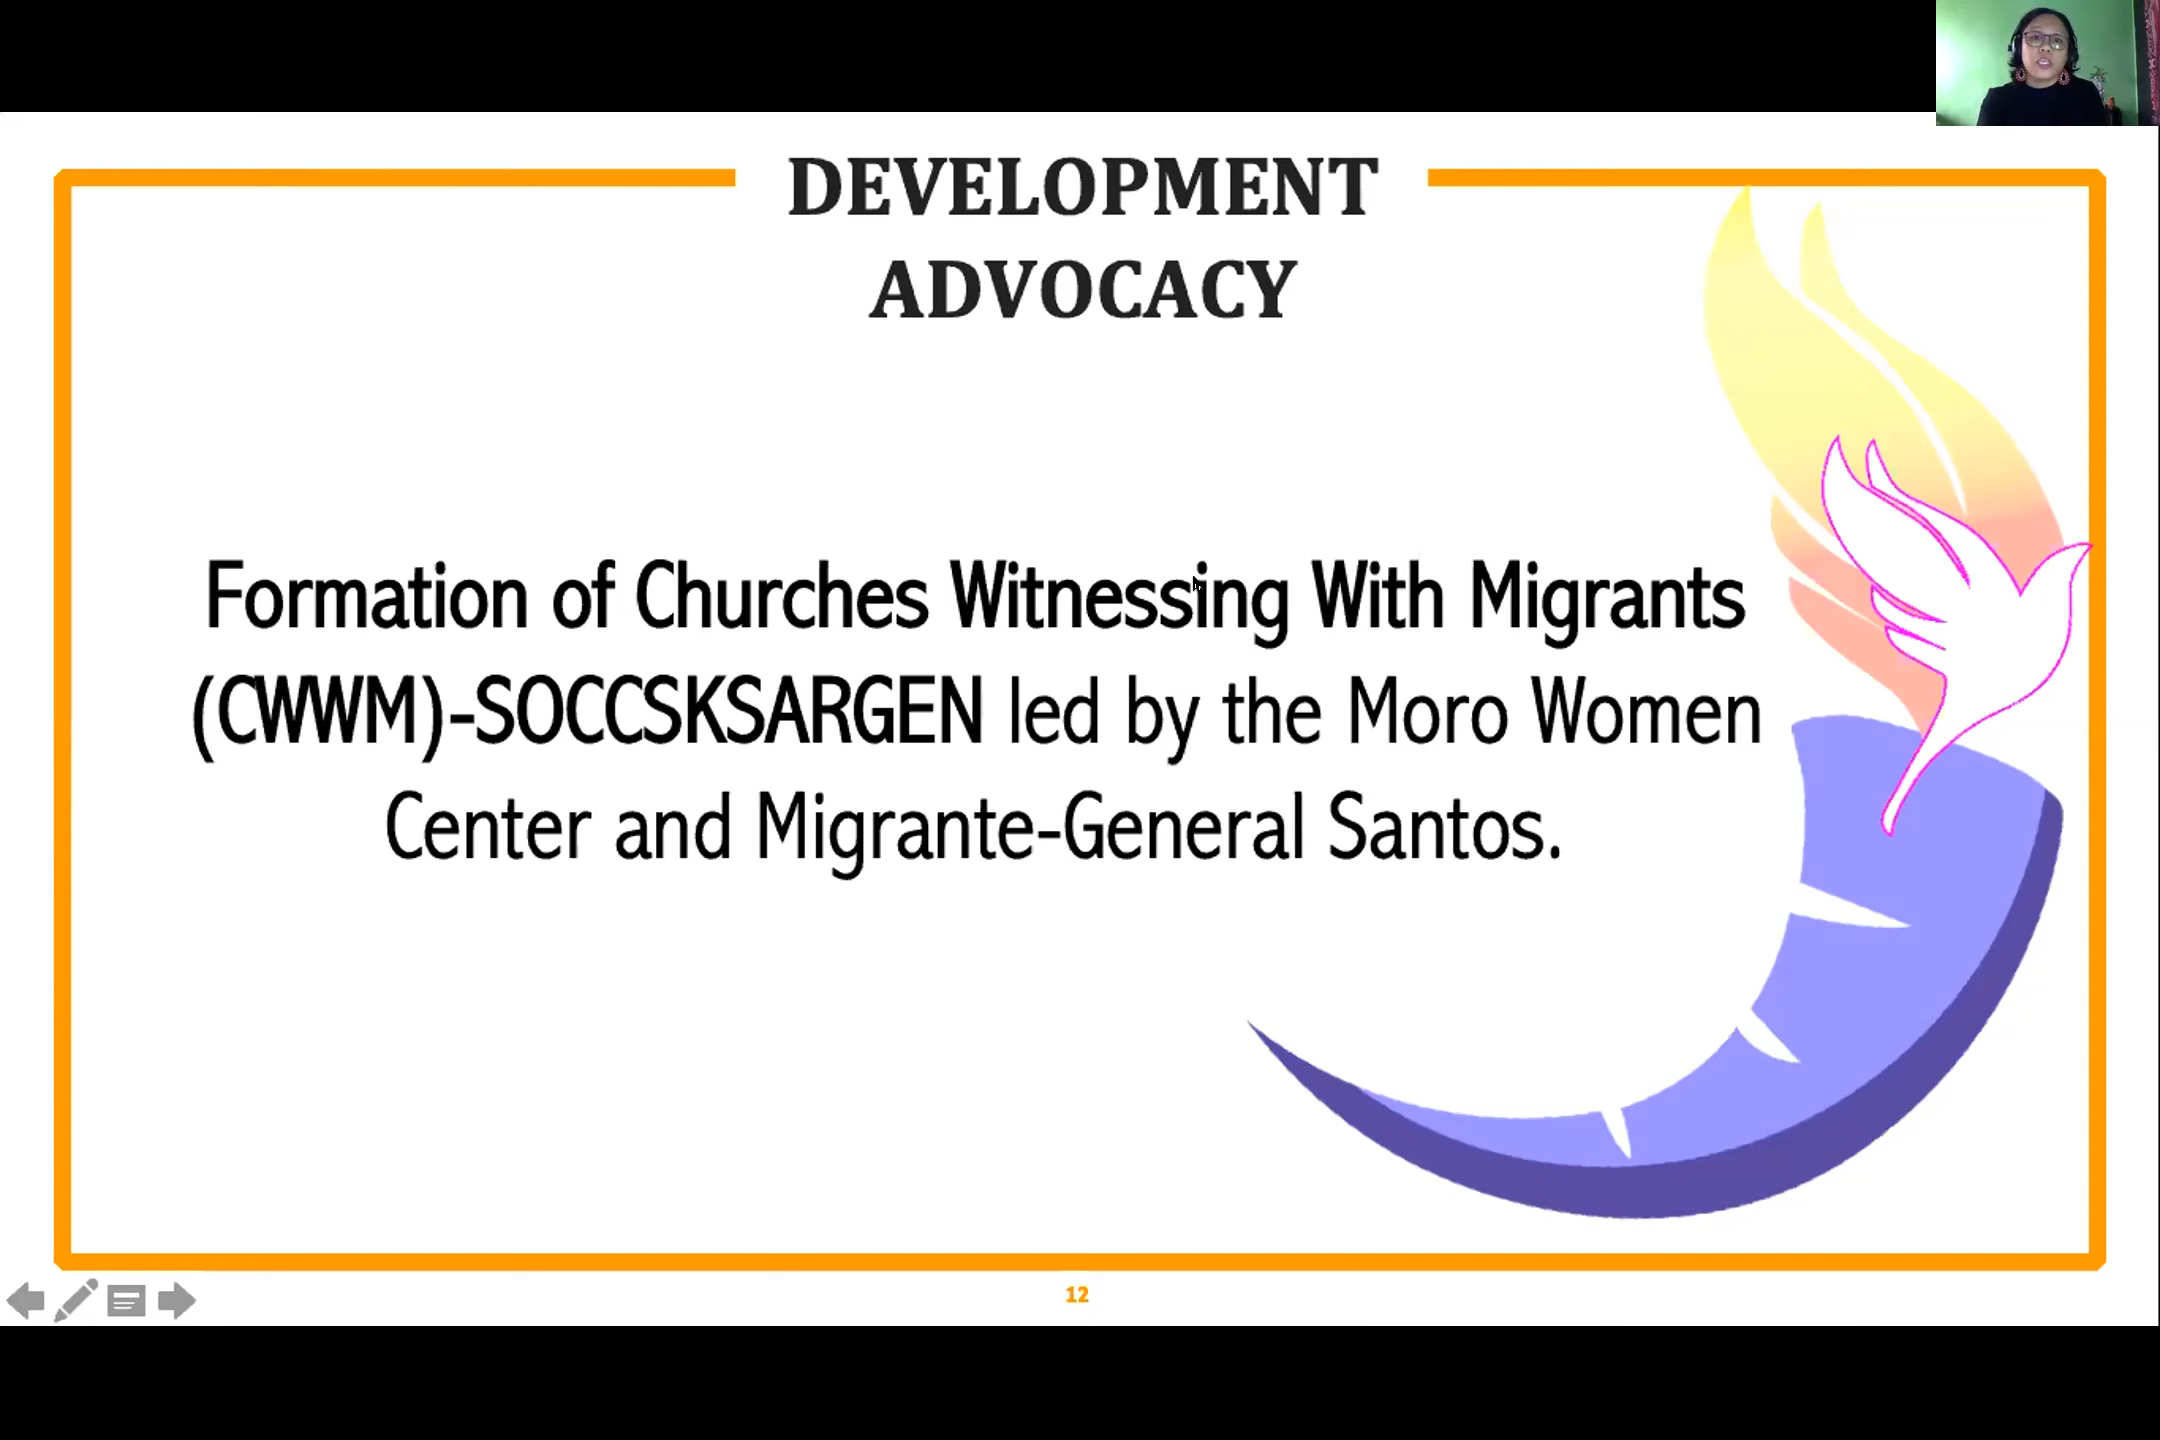 DEVELOPMENT
ADVOCACY
Formation of Churches Witnessing With Migrants
(CWWM)-SOCCSKSARGEN led by the Moro Women
Center and Migrante-General Santos.
12